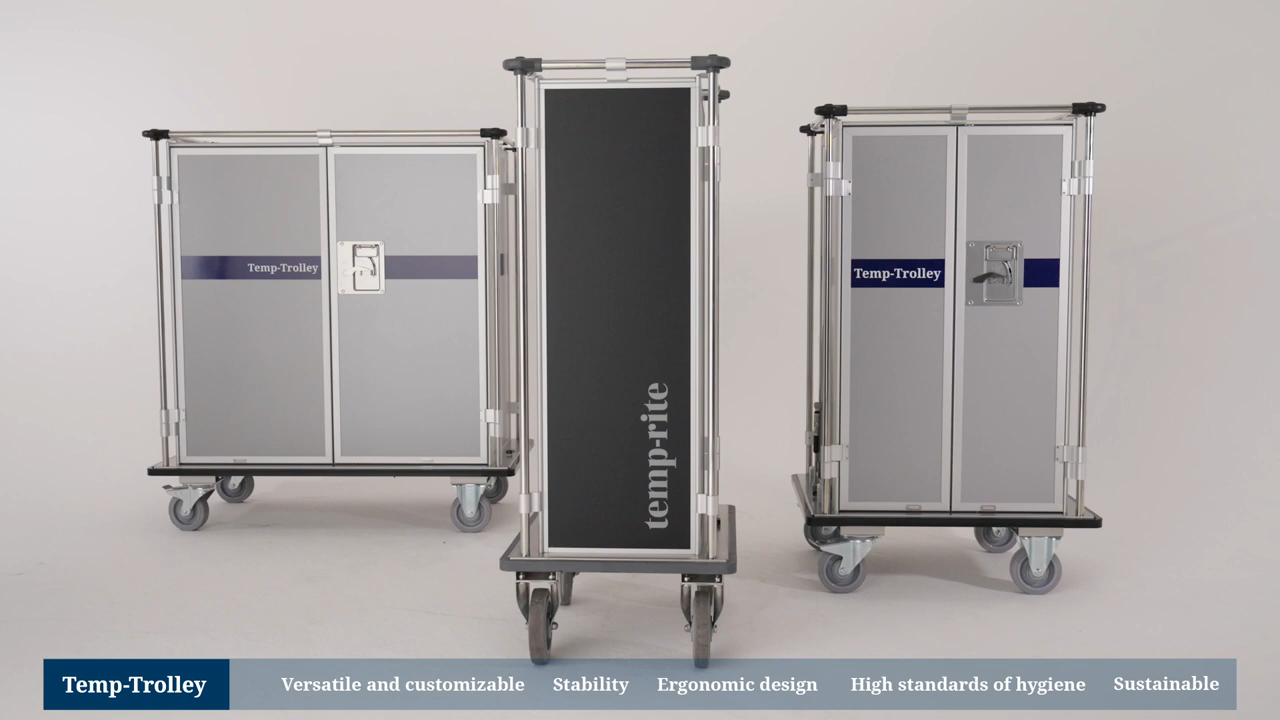 Temp-Trolley
temp-rite
Temp-Trolley
Temp-Trolley
Versatile and customizable
Stability
Ergonomic design
High standards of hygiene
Sustainable